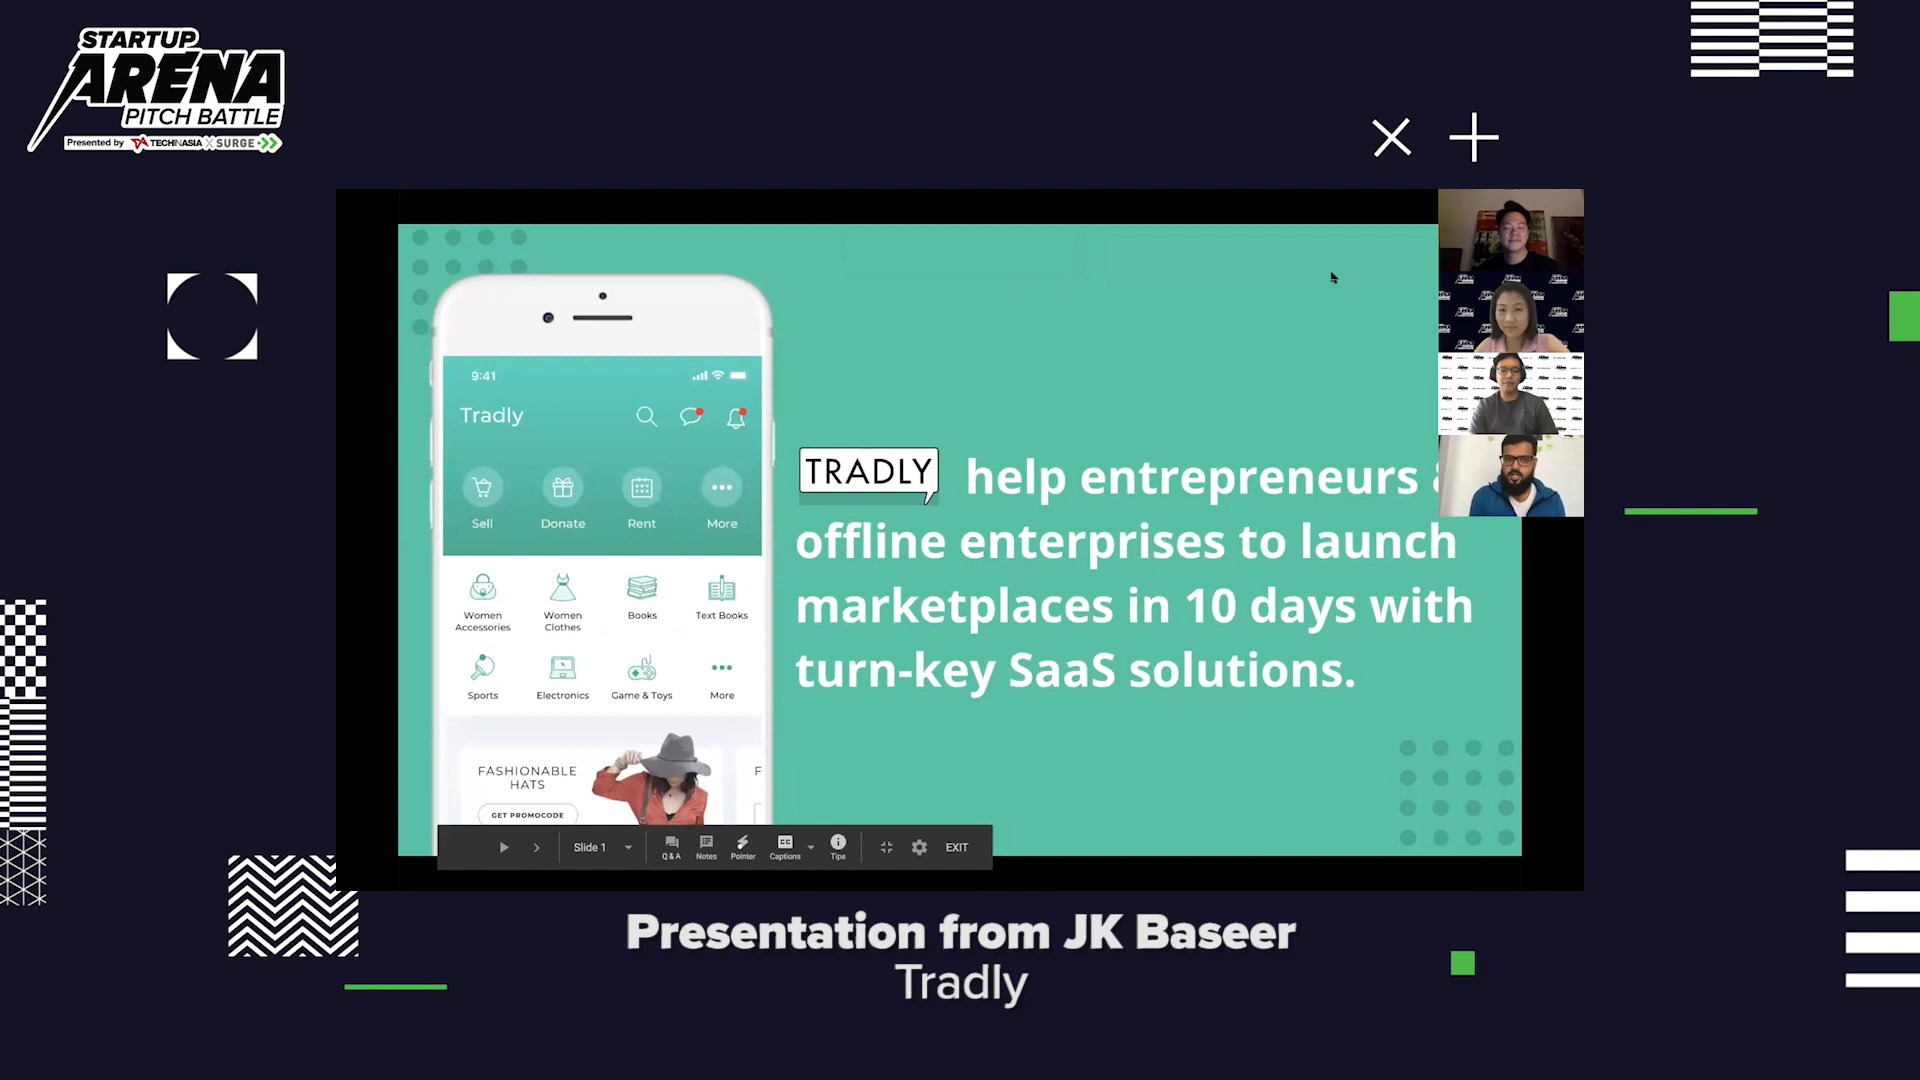 STARTUP
ARENA
PITCH BATTLE
Presented by TECHINASIA X SURGE
9:41
Tradly
Sell Donate Rent More
Women Accessories
Women Clothes
Books
Text Books
Sports Electronics Game & Toys More
FASHIONABLE
HATS
GET PROMOCODE
TRADLY help entrepreneurs
offline enterprises to launch
marketplaces in 10 days with
turn-key SaaS solutions.
Slide 1
Q & A Notes Pointer Captions Tips
EXIT
Presentation from JK Baseer
Tradly